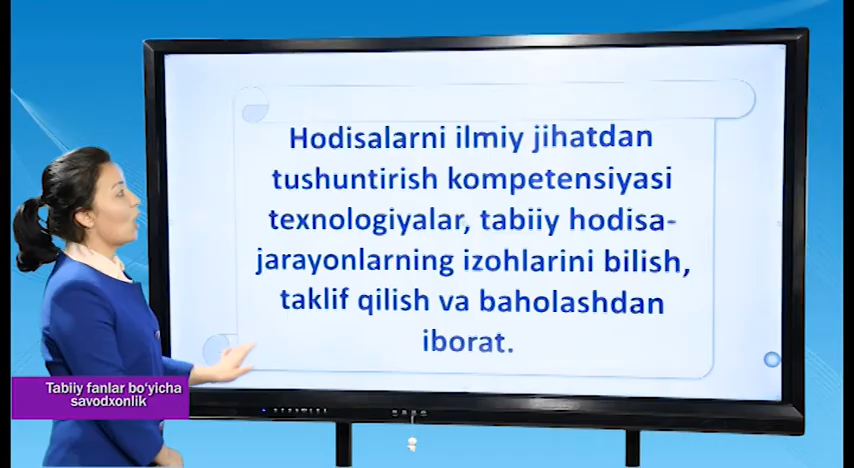 Hodisalarni ilmiy jihatdan
tushuntirish kompetensiyasi
texnologiyalar, tabiiy hodisa-
jarayonlarning izohlarini bilish,
taklif qilish va baholashdan
iborat.
Tabiiy fanlar bo'yicha
savodxonlik